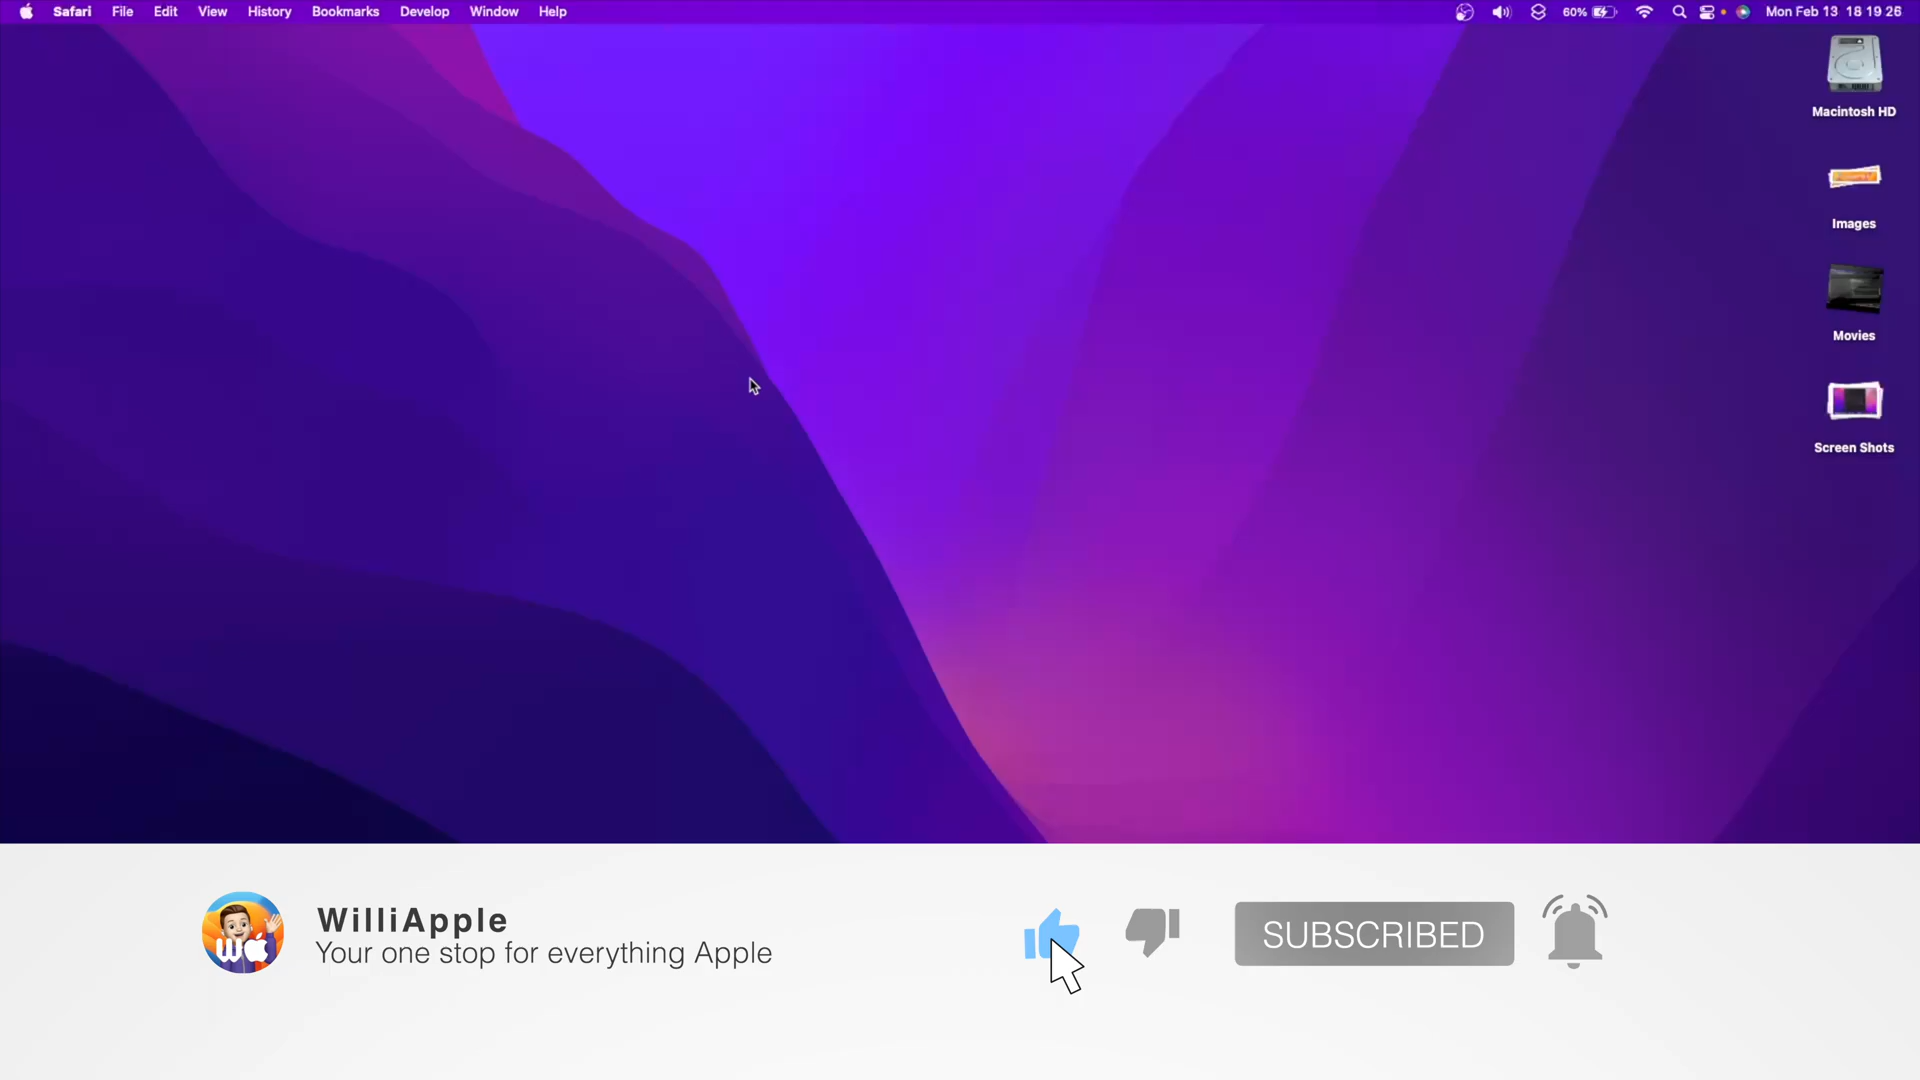 Safari File Edit View History Bookmarks Develop Window Help 60% Mon Feb 13 18 19 26
Macintosh HD
Images
Movies
Screen Shots
WilliApple
Your one stop for everything Apple
SUBSCRIBED